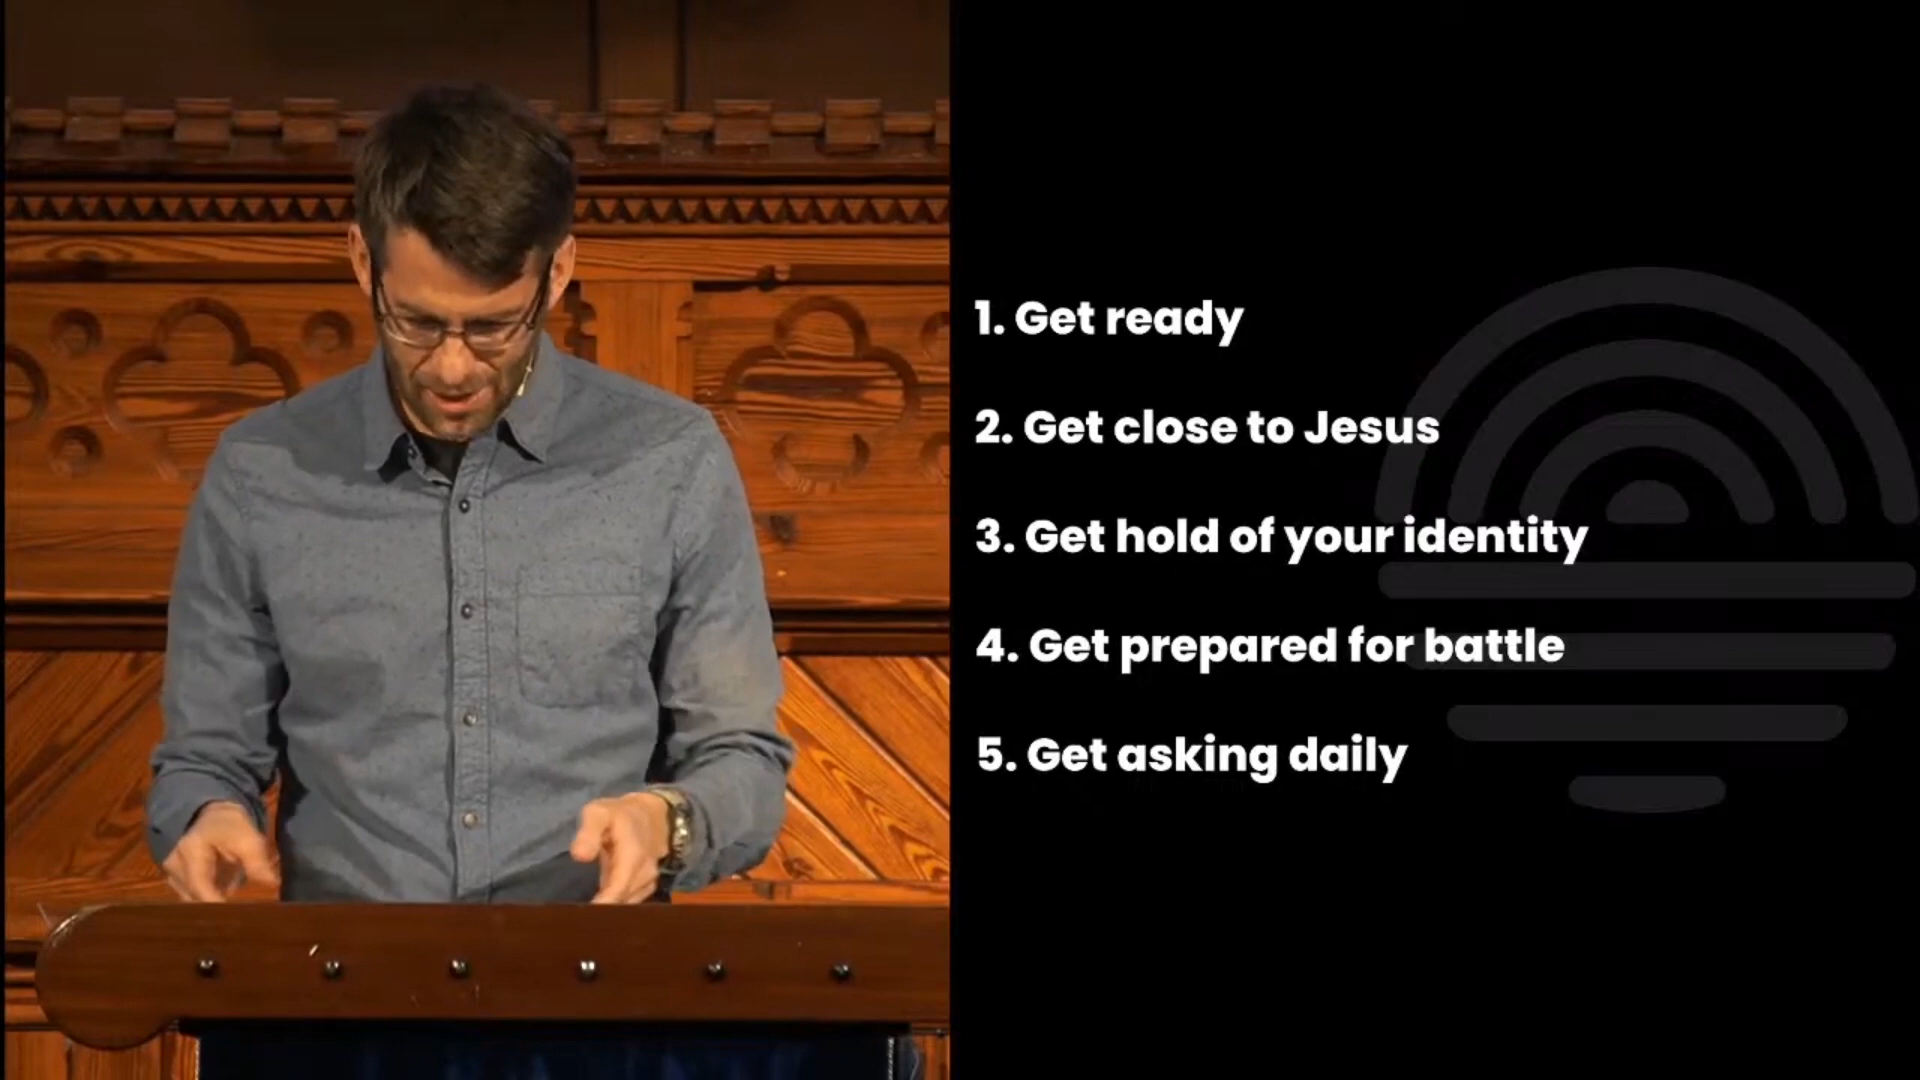 1. Get ready
2. Get close to Jesus
3. Get hold of your identity
4. Get prepared for battle
5. Get asking daily